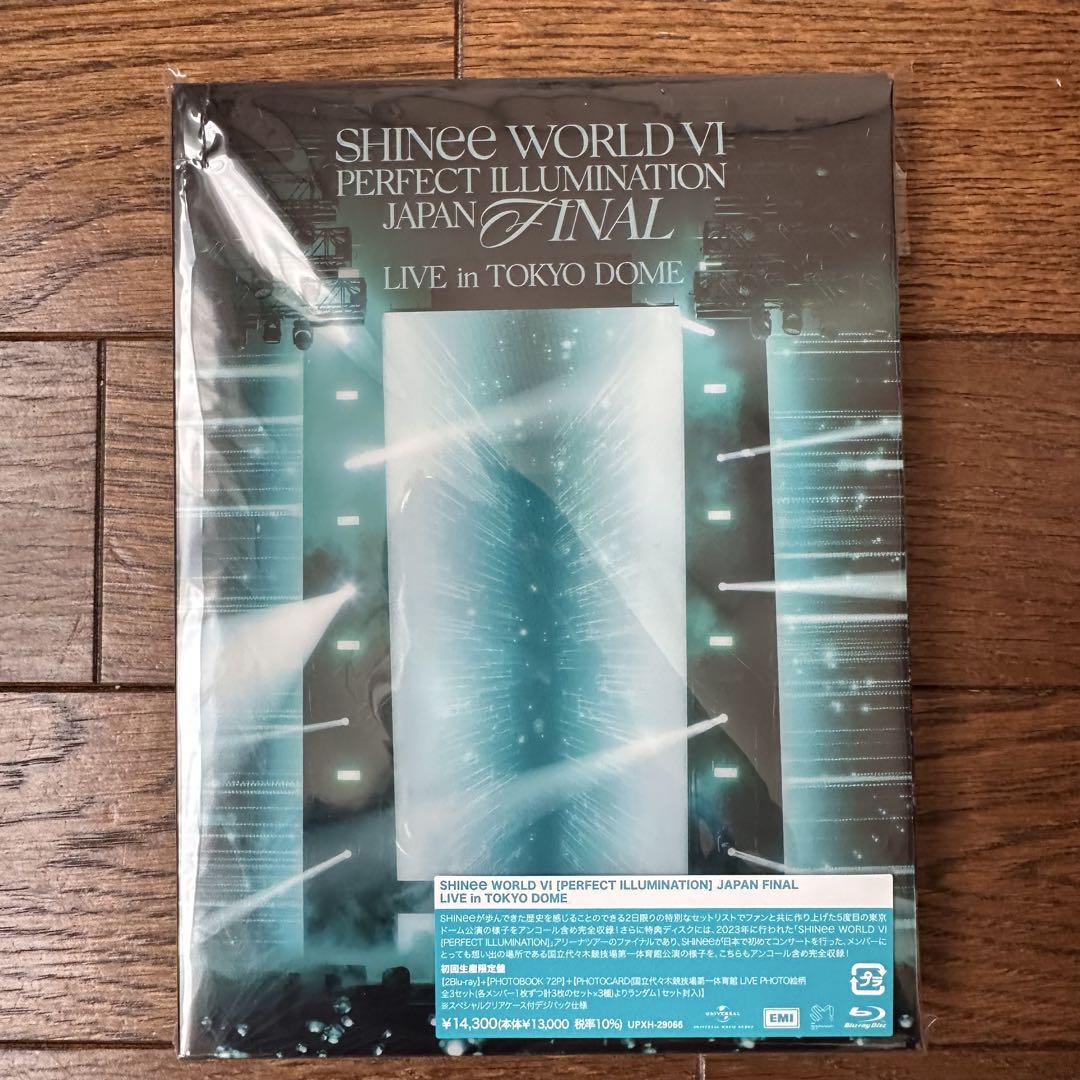 SHINee WORLD VI
PERFECT ILLUMINATION
JAPAN FINAL
LIVE in TOKYO DOME
SHINee WORLD VI [PERFECT ILLUMINATION] JAPAN FINAL
LIVE in TOKYO DOME
SHINeeが歩んできた歴史を感じることのできる2日限りの特別なセットリストでファンと共に作り上げた5度目の東京
ドーム公演の様子をアンコール含め完全収録！さらに特典ディスクには、2023年に行われた「SHINee WORLD VI
[PERFECT ILLUMINATION]」アリーナツアーのファイナルであり、SHINeeが日本で初めてコンサートを行った、メンバーに
とっても想い出の場所である国立代々木競技場第一体育館公演の様子を、こちらもアンコール含め完全収録！
初回生産限定盤
【2Blu-ray】+【PHOTOBOOK 72P】+【PHOTOCARD(国立代々木競技場第一体育館 LIVE PHOTO絵柄
全3セット(各メンバー1枚ずつ計3枚のセット×3種)よりランダム1セット封入)】
※スペシャルクリアケース付デジパック仕様
¥14,300(本体¥13,000 税率10%) UPXH-29066
プラ
UNIVERSAL
UNIVERSAL MUSIC GROUP
EMI
Blu-ray Disc